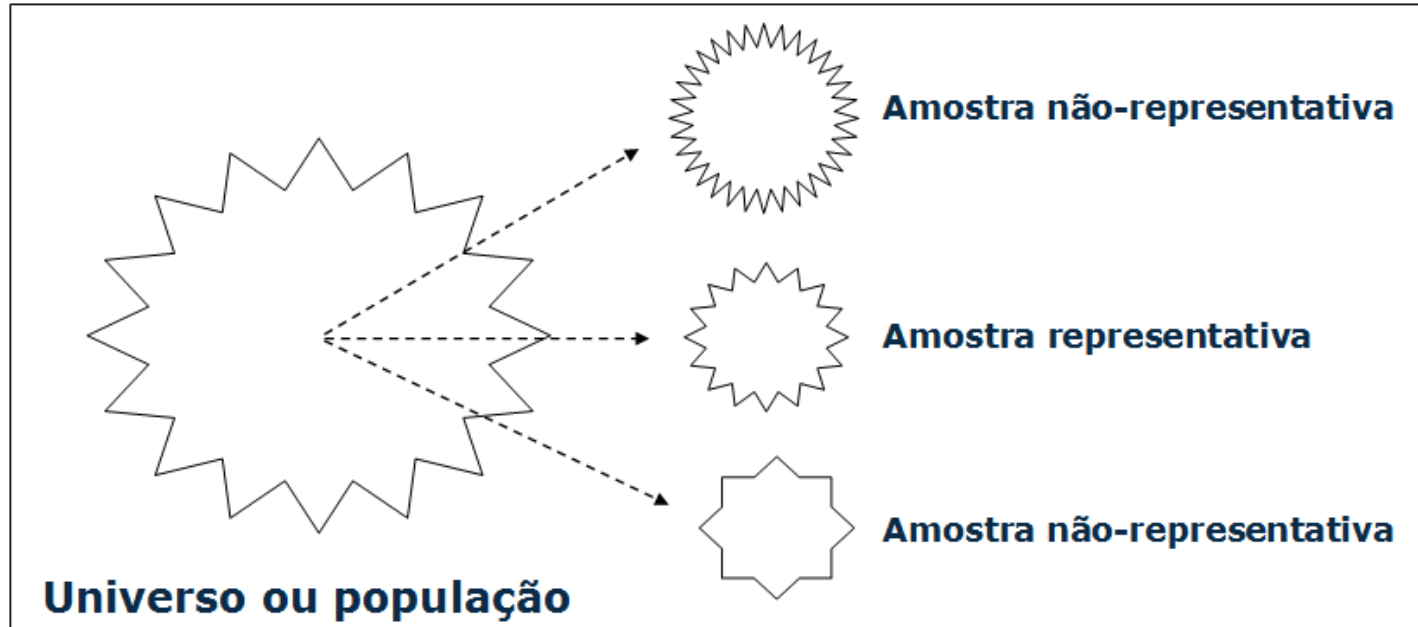 Amostra não-representativa
Amostra representativa
Amostra não-representativa
Universo ou população